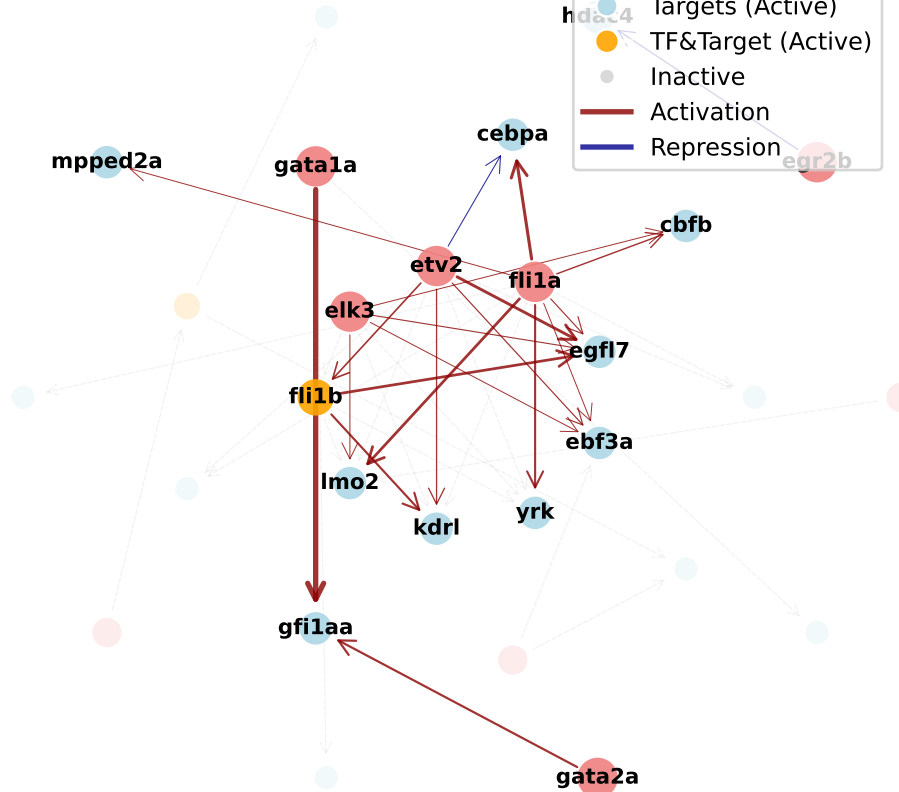 Targets (Active)
hdac4
TF&Target (Active)
Inactive
Activation
Repression
cebpa
mpped2a
gata1a
egr2b
cbfb
etv2
fli1a
elk3
egfl7
fli1b
ebf3a
lmo2
yrk
kdrl
gfi1aa
gata2a